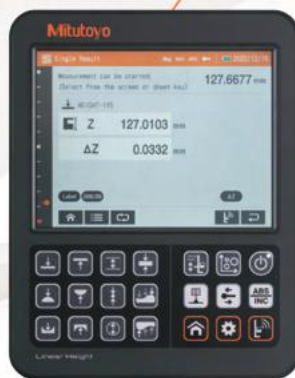 Mitutoyo
Single Result
2022/12/15
Measurement can be started
(Select from the screen or sheet key)
127.6677 mm
HEIGHT-105
Z 127.0103 mm
ΔZ 0.0332 mm
Label
ΔZ
ABS
INC
Linear Height